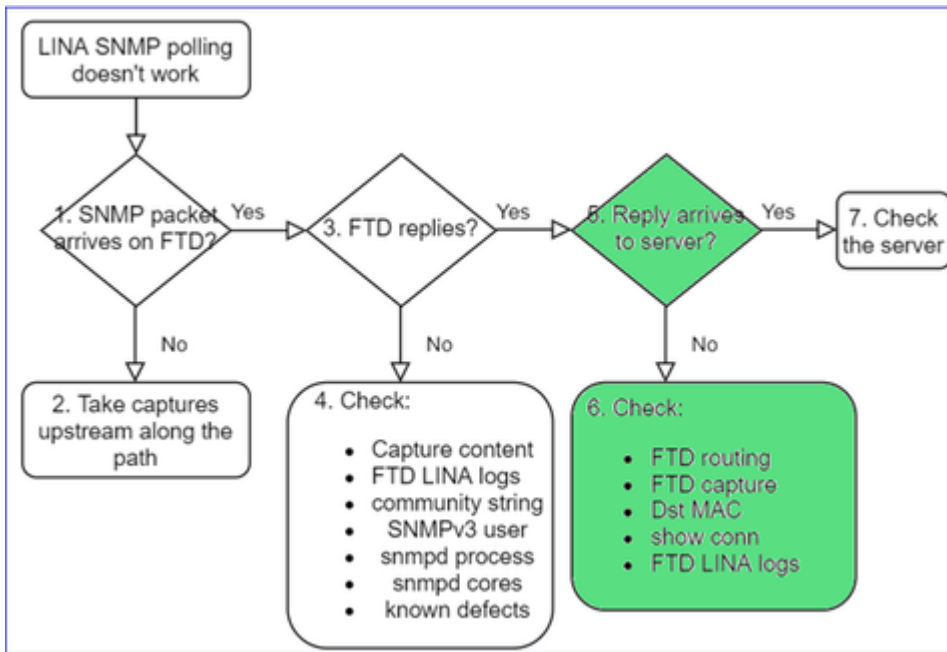 LINA SNMP polling
doesn't work
1. SNMP packet
arrives on FTD?
Yes
3. FTD replies?
Yes
5. Reply arrives
to server?
Yes
7. Check
the server
No
No
No
2. Take captures
upstream along the
path
4. Check:
• Capture content
• FTD LINA logs
• community string
• SNMPv3 user
• snmpd process
• snmpd cores
• known defects
6. Check:
• FTD routing
• FTD capture
• Dst MAC
• show conn
• FTD LINA logs